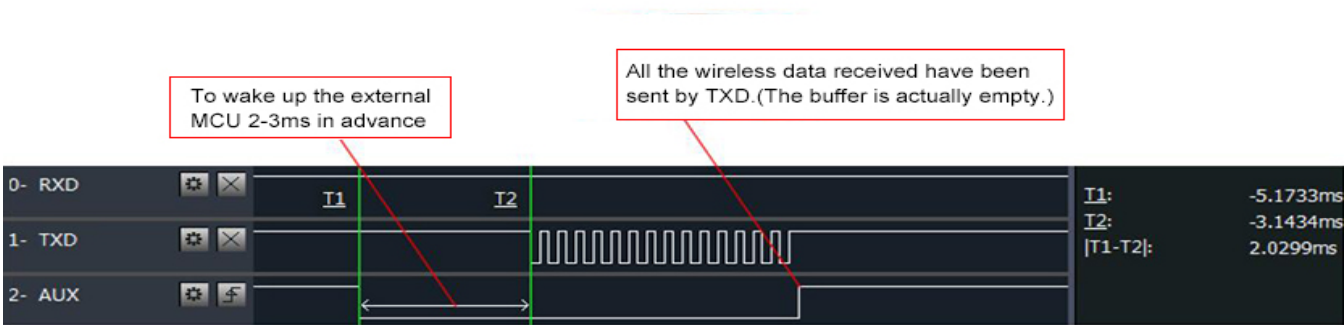 To wake up the external
MCU 2-3ms in advance
All the wireless data received have been
sent by TXD.(The buffer is actually empty.)
0- RXD
T1
T2
1- TXD
2- AUX
T1: -5.1733ms
T2: -3.1434ms
|T1-T2|: 2.0299ms